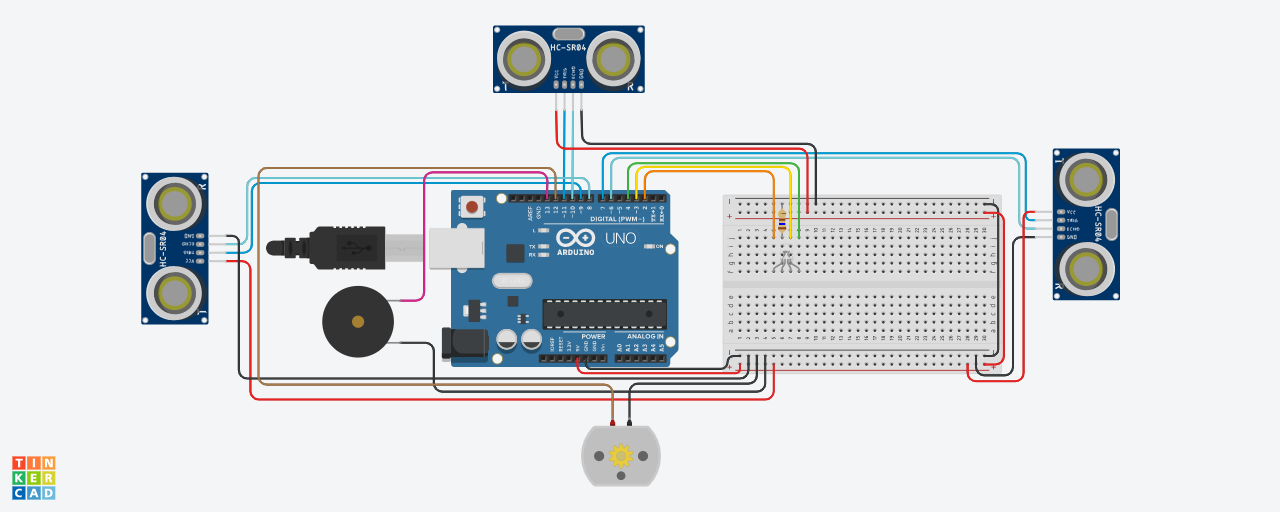 HC-SR04
VCC
TRIG
ECHO
GND
T
R
HC-SR04
GND
ECHO
TRIG
VCC
R
T
HC-SR04
VCC
TRIG
ECHO
GND
T
R
AREF
GND
13
12
~11
~10
~9
8
7
~6
~5
4
~3
2
TX→1
RX←0
DIGITAL (PWM~)
L
TX
RX
ARDUINO
UNO
ON
POWER
ANALOG IN
IOREF
RESET
3.3V
5V
GND
GND
Vin
A0
A1
A2
A3
A4
A5
TIN
KER
CAD